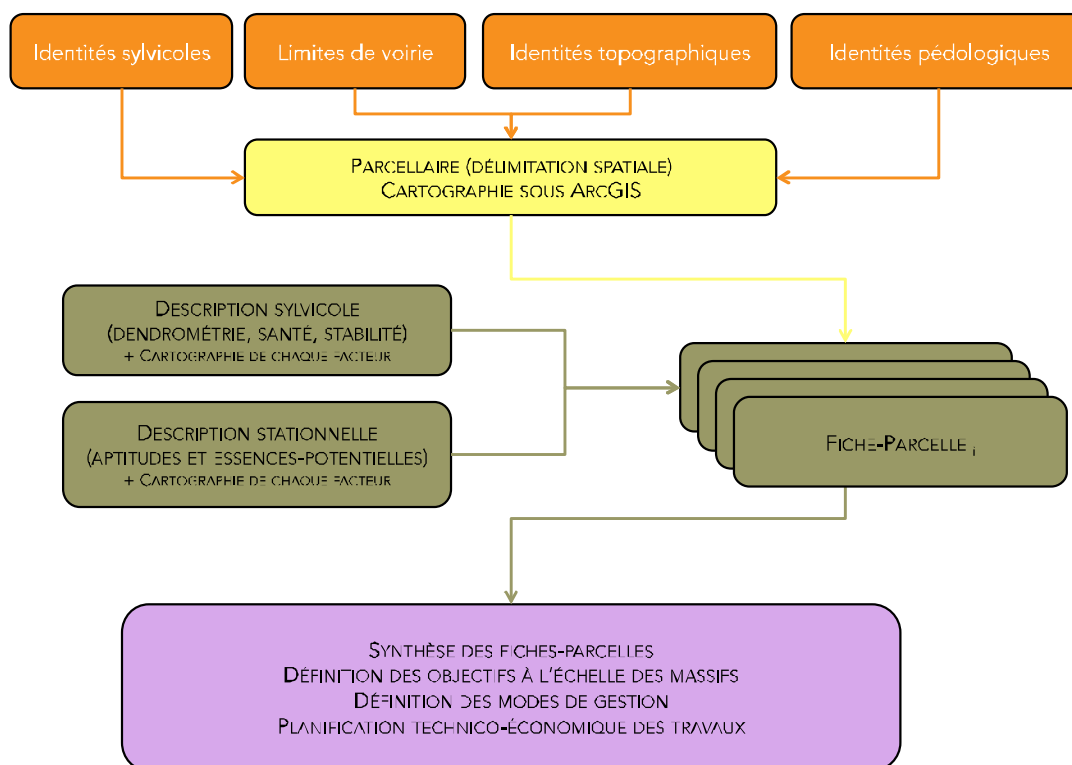 Identités sylvicoles
Limites de voirie
Identités topographiques
Identités pédologiques
PARCELLAIRE (DÉLIMITATION SPATIALE)
CARTOGRAPHIE SOUS ARCGIS
DESCRIPTION SYLVICOLE
(DENDROMÉTRIE, SANTÉ, STABILITÉ)
+ CARTOGRAPHIE DE CHAQUE FACTEUR
DESCRIPTION STATIONNELLE
(APTITUDES ET ESSENCES-POTENTIELLES)
+ CARTOGRAPHIE DE CHAQUE FACTEUR
FICHE-PARCELLE i
SYNTHÈSE DES FICHES-PARCELLES
DÉFINITION DES OBJECTIFS À L'ÉCHELLE DES MASSIFS
DÉFINITION DES MODES DE GESTION
PLANIFICATION TECHNICO-ÉCONOMIQUE DES TRAVAUX